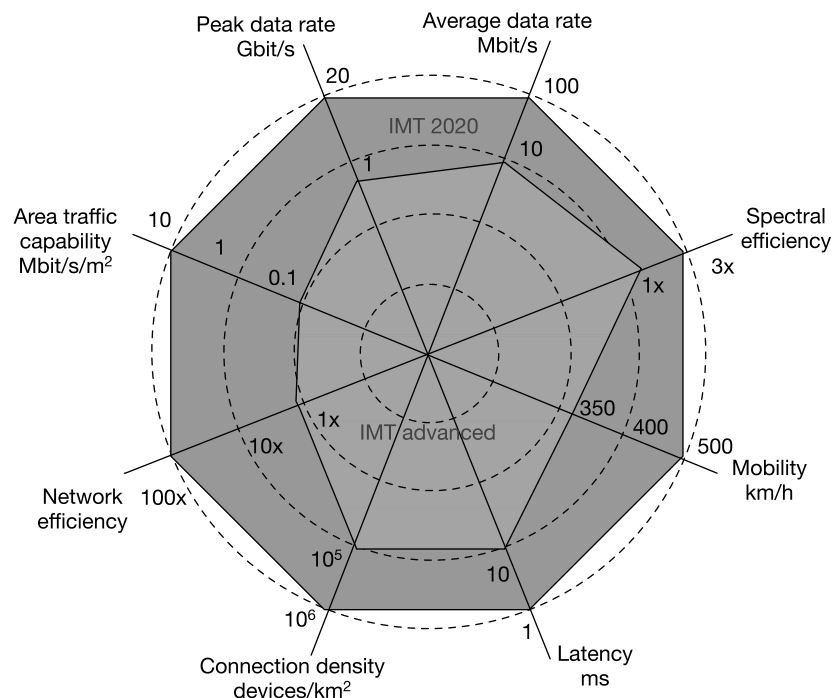 Peak data rate
Gbit/s
Average data rate
Mbit/s
20
100
IMT 2020
1
10
Area traffic
capability
Mbit/s/m²
10
1
0.1
Spectral
efficiency
3x
1x
350
400
500
Mobility
km/h
1x
IMT advanced
10x
100x
Network
efficiency
10⁵
10
10⁶
1
Connection density
devices/km²
Latency
ms